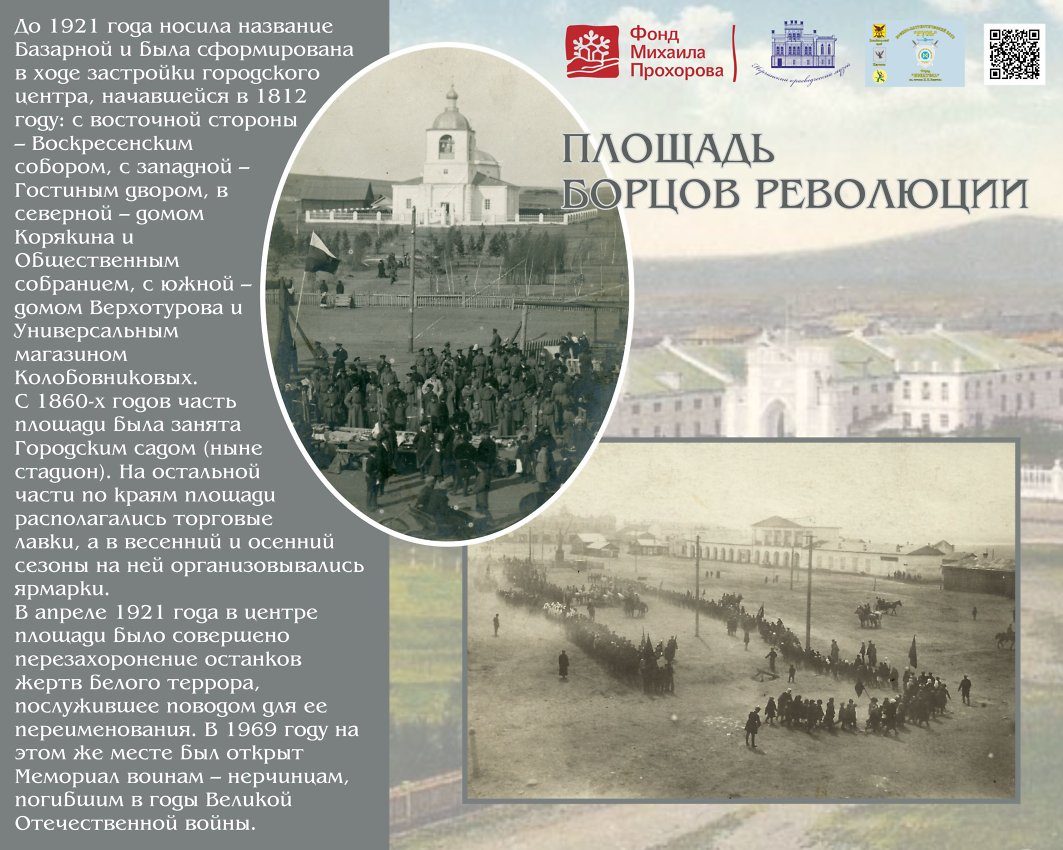 До 1921 года носила название
Базарной и была сформирована
в ходе застройки городского
центра, начавшейся в 1812
году: с восточной стороны
– Воскресенским
собором, с западной –
Гостиным двором, в
северной – домом
Корякина и
Общественным
собранием, с южной –
домом Верхотурова и
Универсальным
магазином
Колобовниковых.
С 1860-х годов часть
площади была занята
Городским садом (ныне
стадион). На остальной
части по краям площади
располагались торговые
лавки, а в весенний и осенний
сезоны на ней организовывались
ярмарки.
В апреле 1921 года в центре
площади было совершено
перезахоронение останков
жертв белого террора,
послужившее поводом для ее
переименования. В 1969 году на
этом же месте был открыт
Мемориал воинам – нерчинцам,
погибшим в годы Великой
Отечественной войны.
Фонд
Михаила
Прохорова
ПЛОЩАДЬ
БОРЦОВ РЕВОЛЮЦИИ